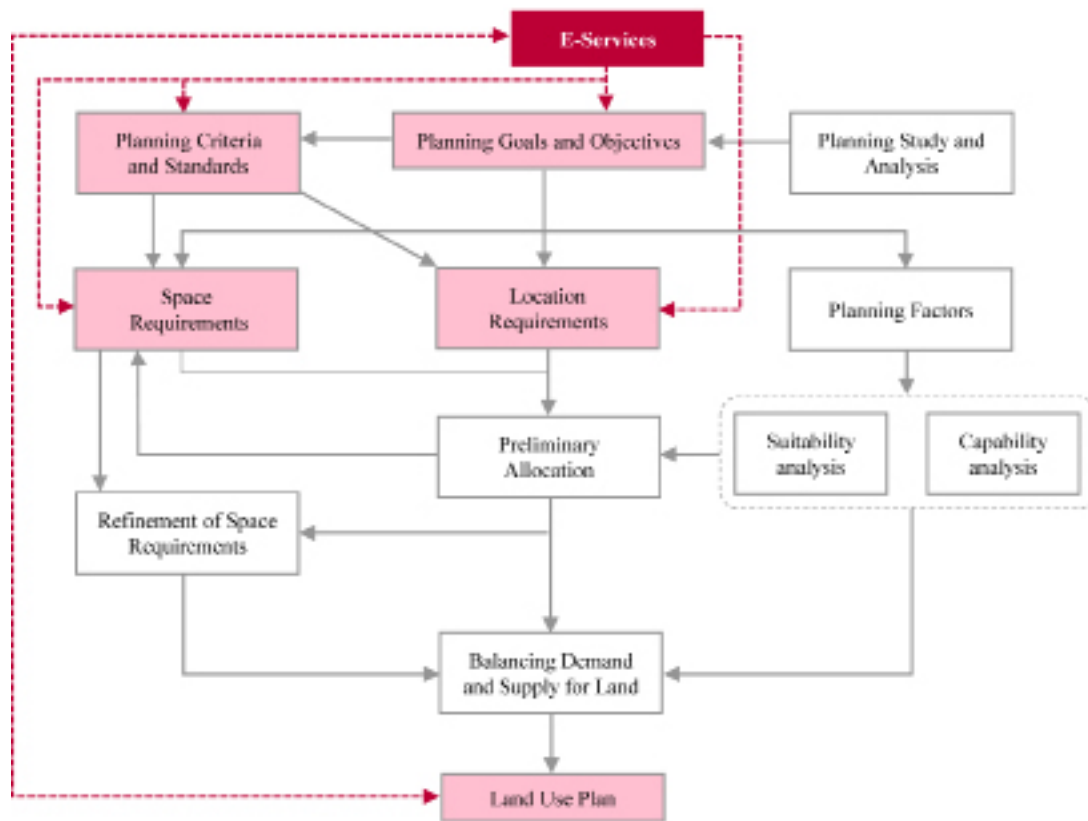 E-Services
Planning Criteria
and Standards
Planning Goals and Objectives
Planning Study and
Analysis
Space
Requirements
Location
Requirements
Planning Factors
Preliminary
Allocation
Suitability
analysis
Capability
analysis
Refinement of Space
Requirements
Balancing Demand
and Supply for Land
Land Use Plan